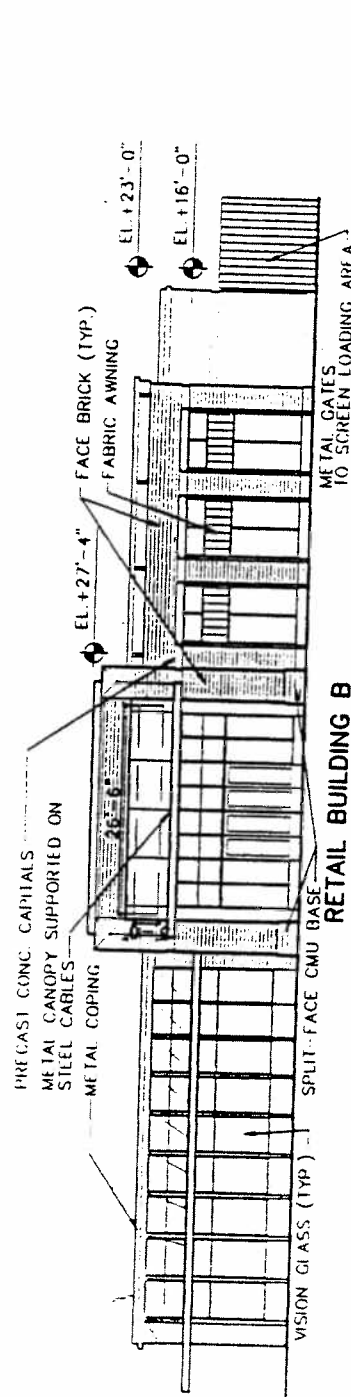 PRECAST CONC. CAPITALS
METAL CANOPY SUPPORTED ON
STEEL CABLES
METAL COPING
EL.+27'-4"
FACE BRICK (TYP.)
FABRIC AWNING
EL.+23'-0"
EL.+16'-0"
26'-6"
VISION GLASS (TYP.)
SPLIT-FACE CMU BASE
METAL GATES
TO SCREEN LOADING AREA
RETAIL BUILDING B